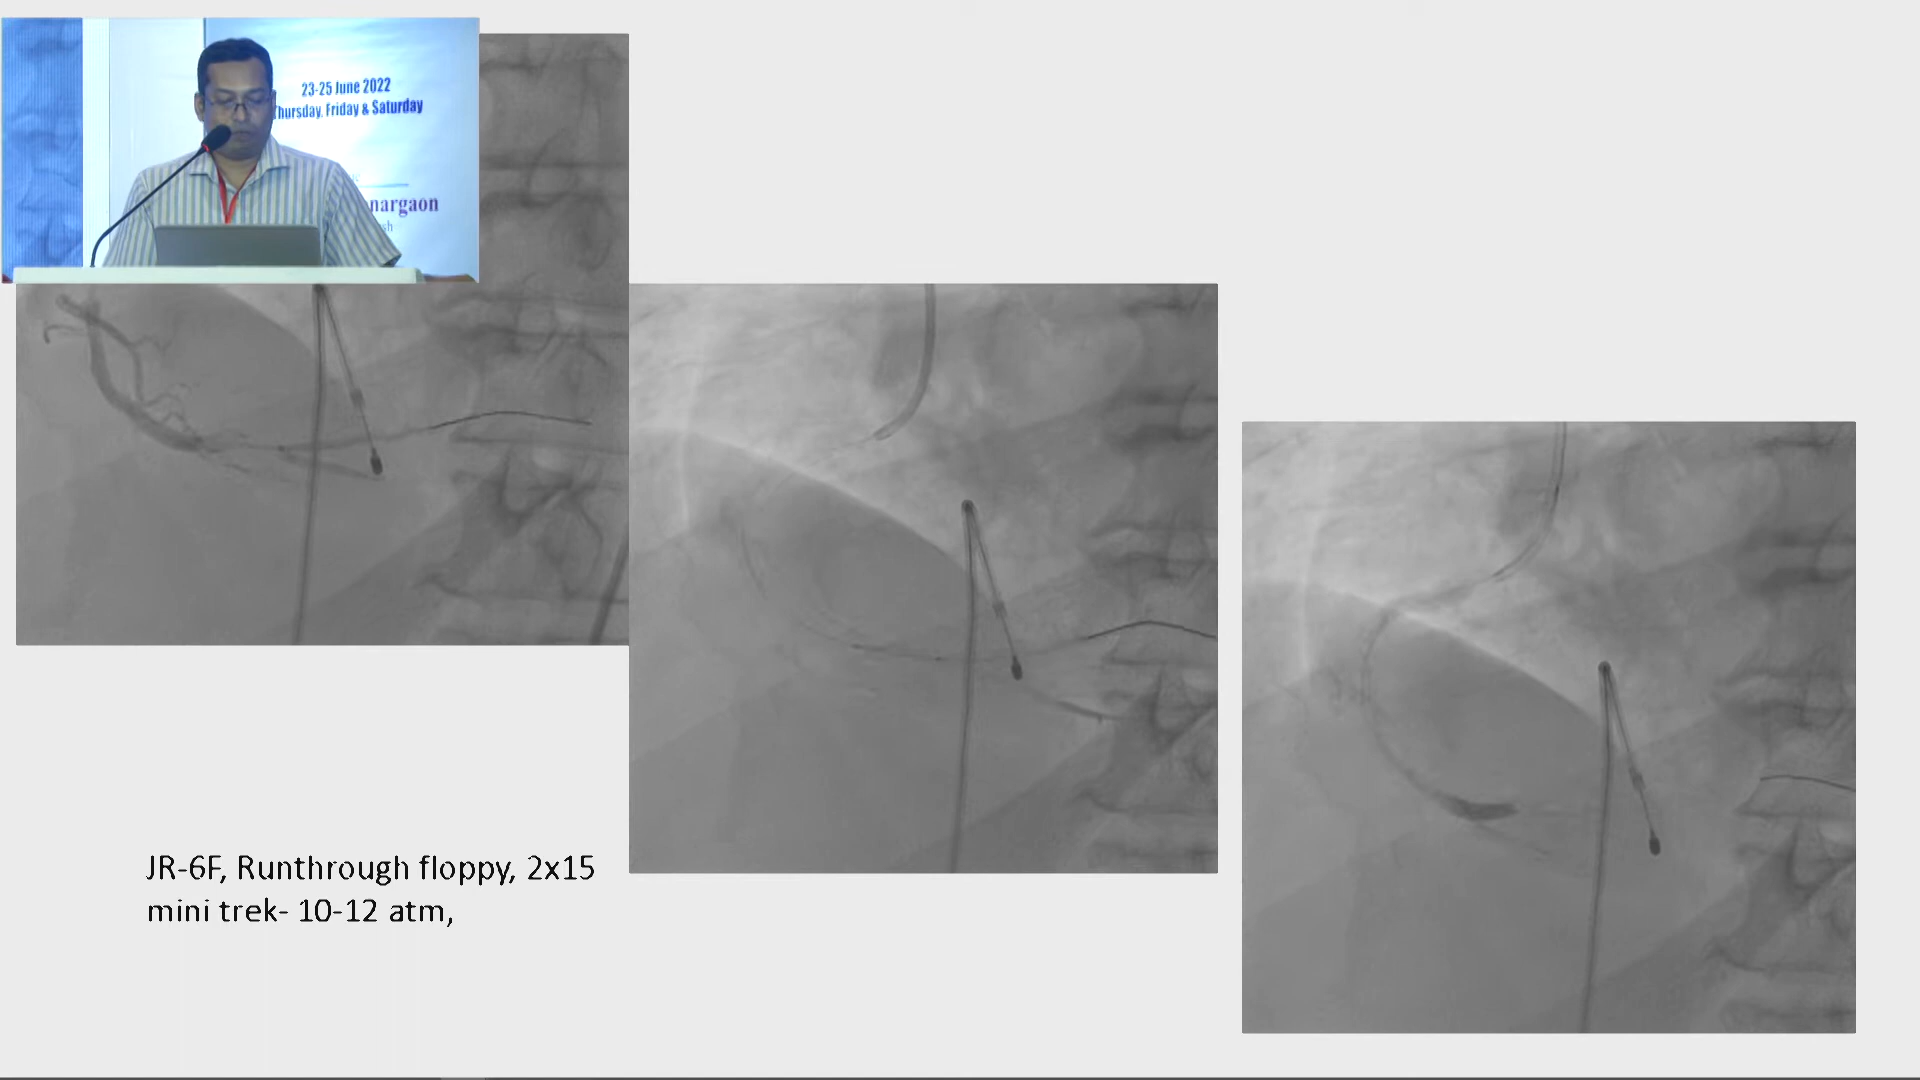 23-25 June 2022
Thursday, Friday & Saturday
nargaon
JR-6F, Runthrough floppy, 2x15
mini trek- 10-12 atm,